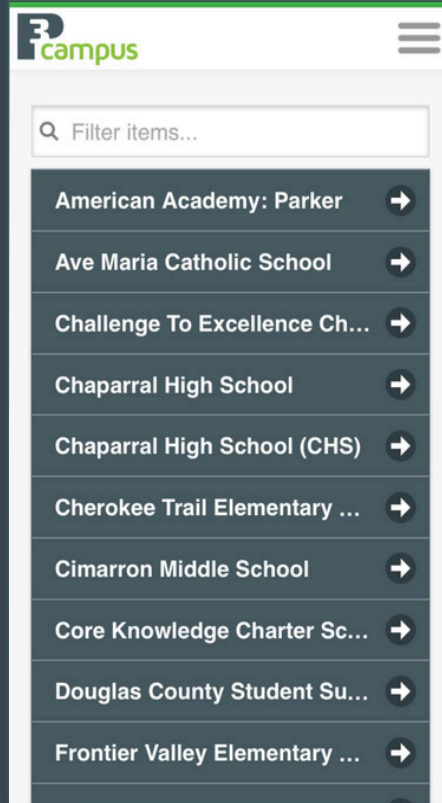 P3
campus
Filter items...
American Academy: Parker
Ave Maria Catholic School
Challenge To Excellence Ch...
Chaparral High School
Chaparral High School (CHS)
Cherokee Trail Elementary ...
Cimarron Middle School
Core Knowledge Charter Sc...
Douglas County Student Su...
Frontier Valley Elementary ...